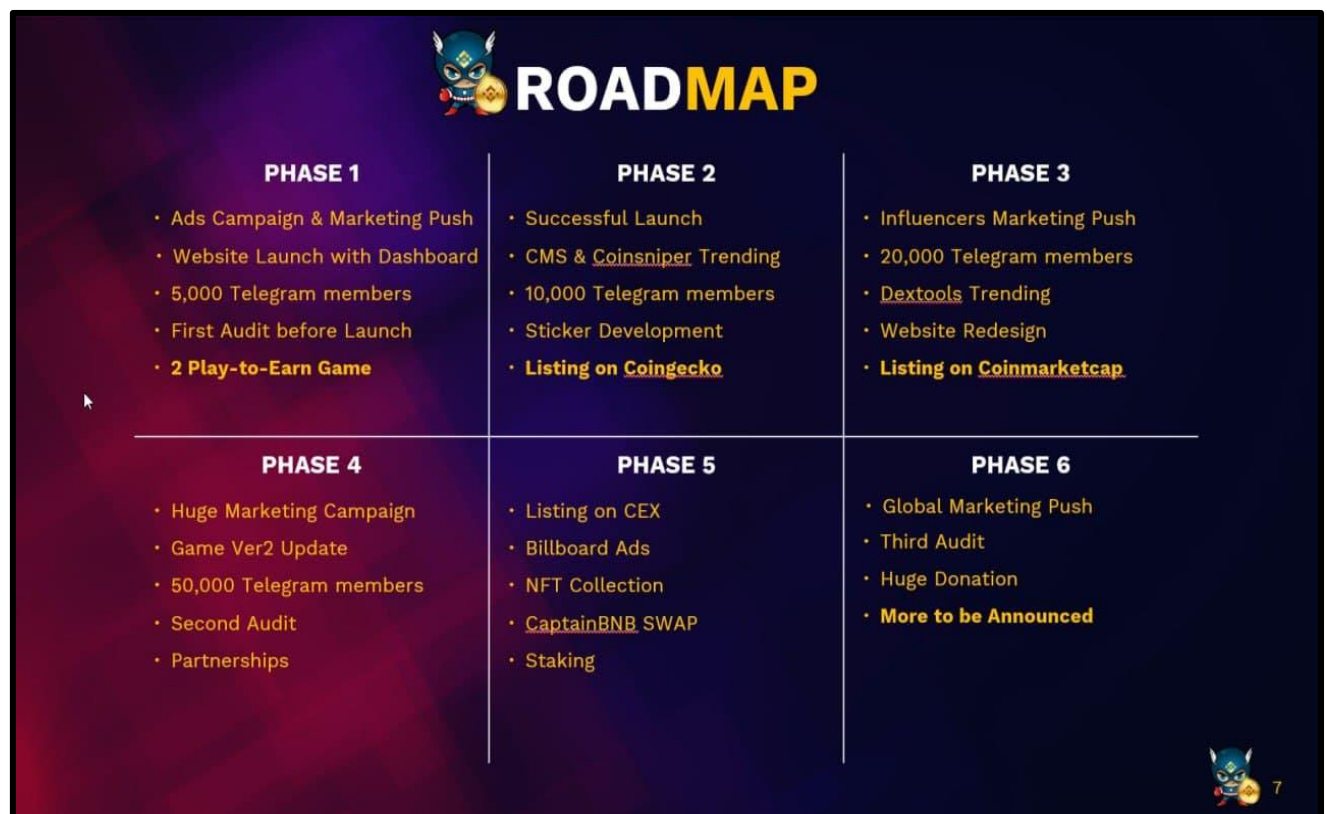 ROADMAP
PHASE 1
· Ads Campaign & Marketing Push
· Website Launch with Dashboard
· 5,000 Telegram members
· First Audit before Launch
· 2 Play-to-Earn Game
PHASE 2
· Successful Launch
· CMS & Coinsniper Trending
· 10,000 Telegram members
· Sticker Development
· Listing on Coingecko
PHASE 3
· Influencers Marketing Push
· 20,000 Telegram members
· Dextools Trending
· Website Redesign
· Listing on Coinmarketcap
PHASE 4
· Huge Marketing Campaign
· Game Ver2 Update
· 50,000 Telegram members
· Second Audit
· Partnerships
PHASE 5
· Listing on CEX
· Billboard Ads
· NFT Collection
· CaptainBNB SWAP
· Staking
PHASE 6
· Global Marketing Push
· Third Audit
· Huge Donation
· More to be Announced
7